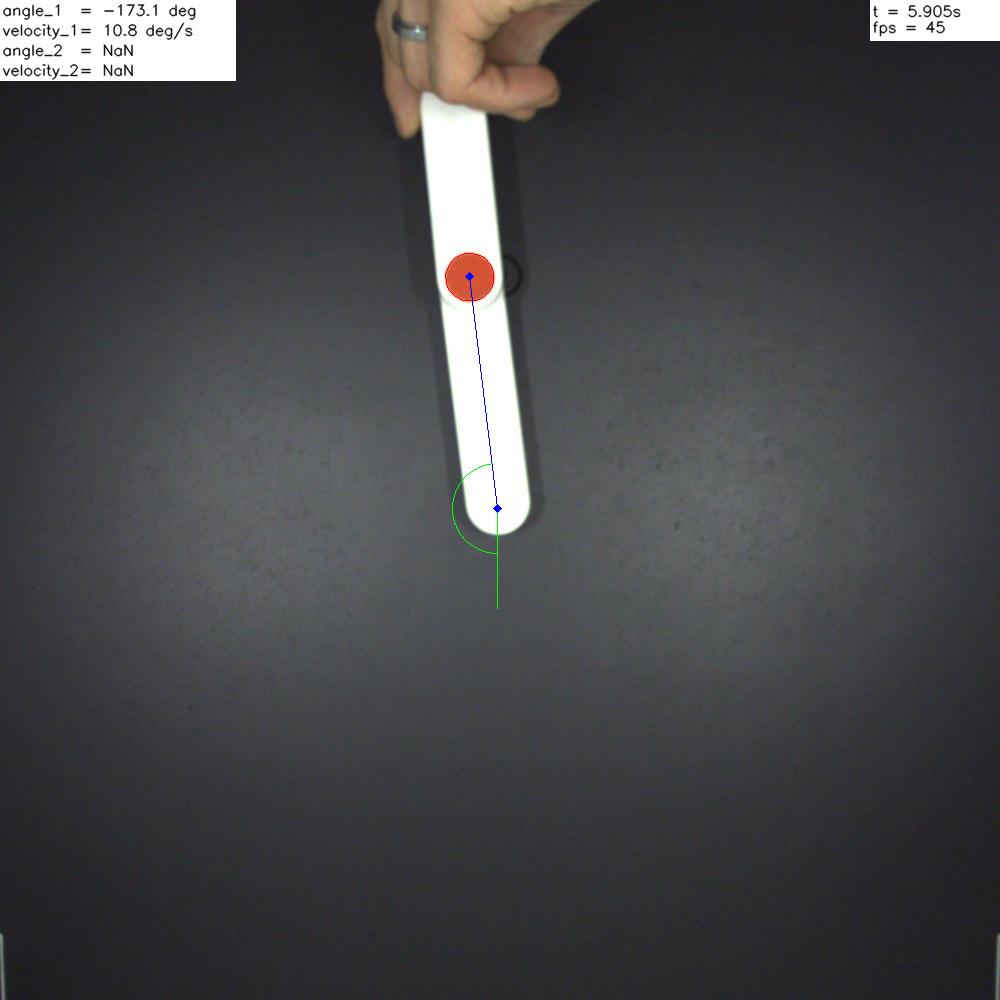 angle_1 = -173.1 deg
velocity_1= 10.8 deg/s
angle_2 = NaN
velocity_2= NaN
t = 5.905s
fps = 45